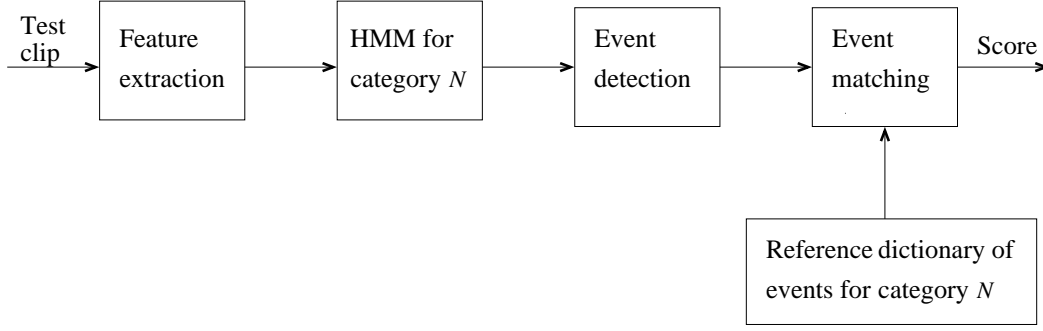 Test
clip
Feature
extraction
HMM for
category N
Event
detection
Event
matching
Score
Reference dictionary of
events for category N